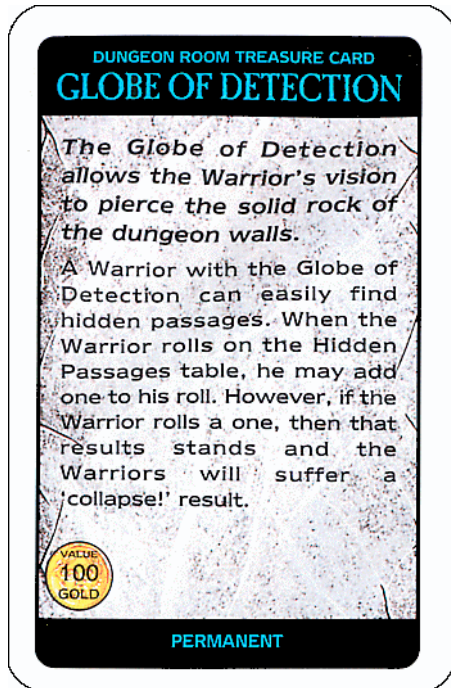 DUNGEON ROOM TREASURE CARD
GLOBE OF DETECTION
The Globe of Detection
allows the Warrior's vision
to pierce the solid rock of
the dungeon walls.
A Warrior with the Globe of
Detection can easily find
hidden passages. When the
Warrior rolls on the Hidden
Passages table, he may add
one to his roll. However, if the
Warrior rolls a one, then that
results stands and the
Warriors will suffer a
'collapse!' result.
VALUE
100
GOLD
PERMANENT